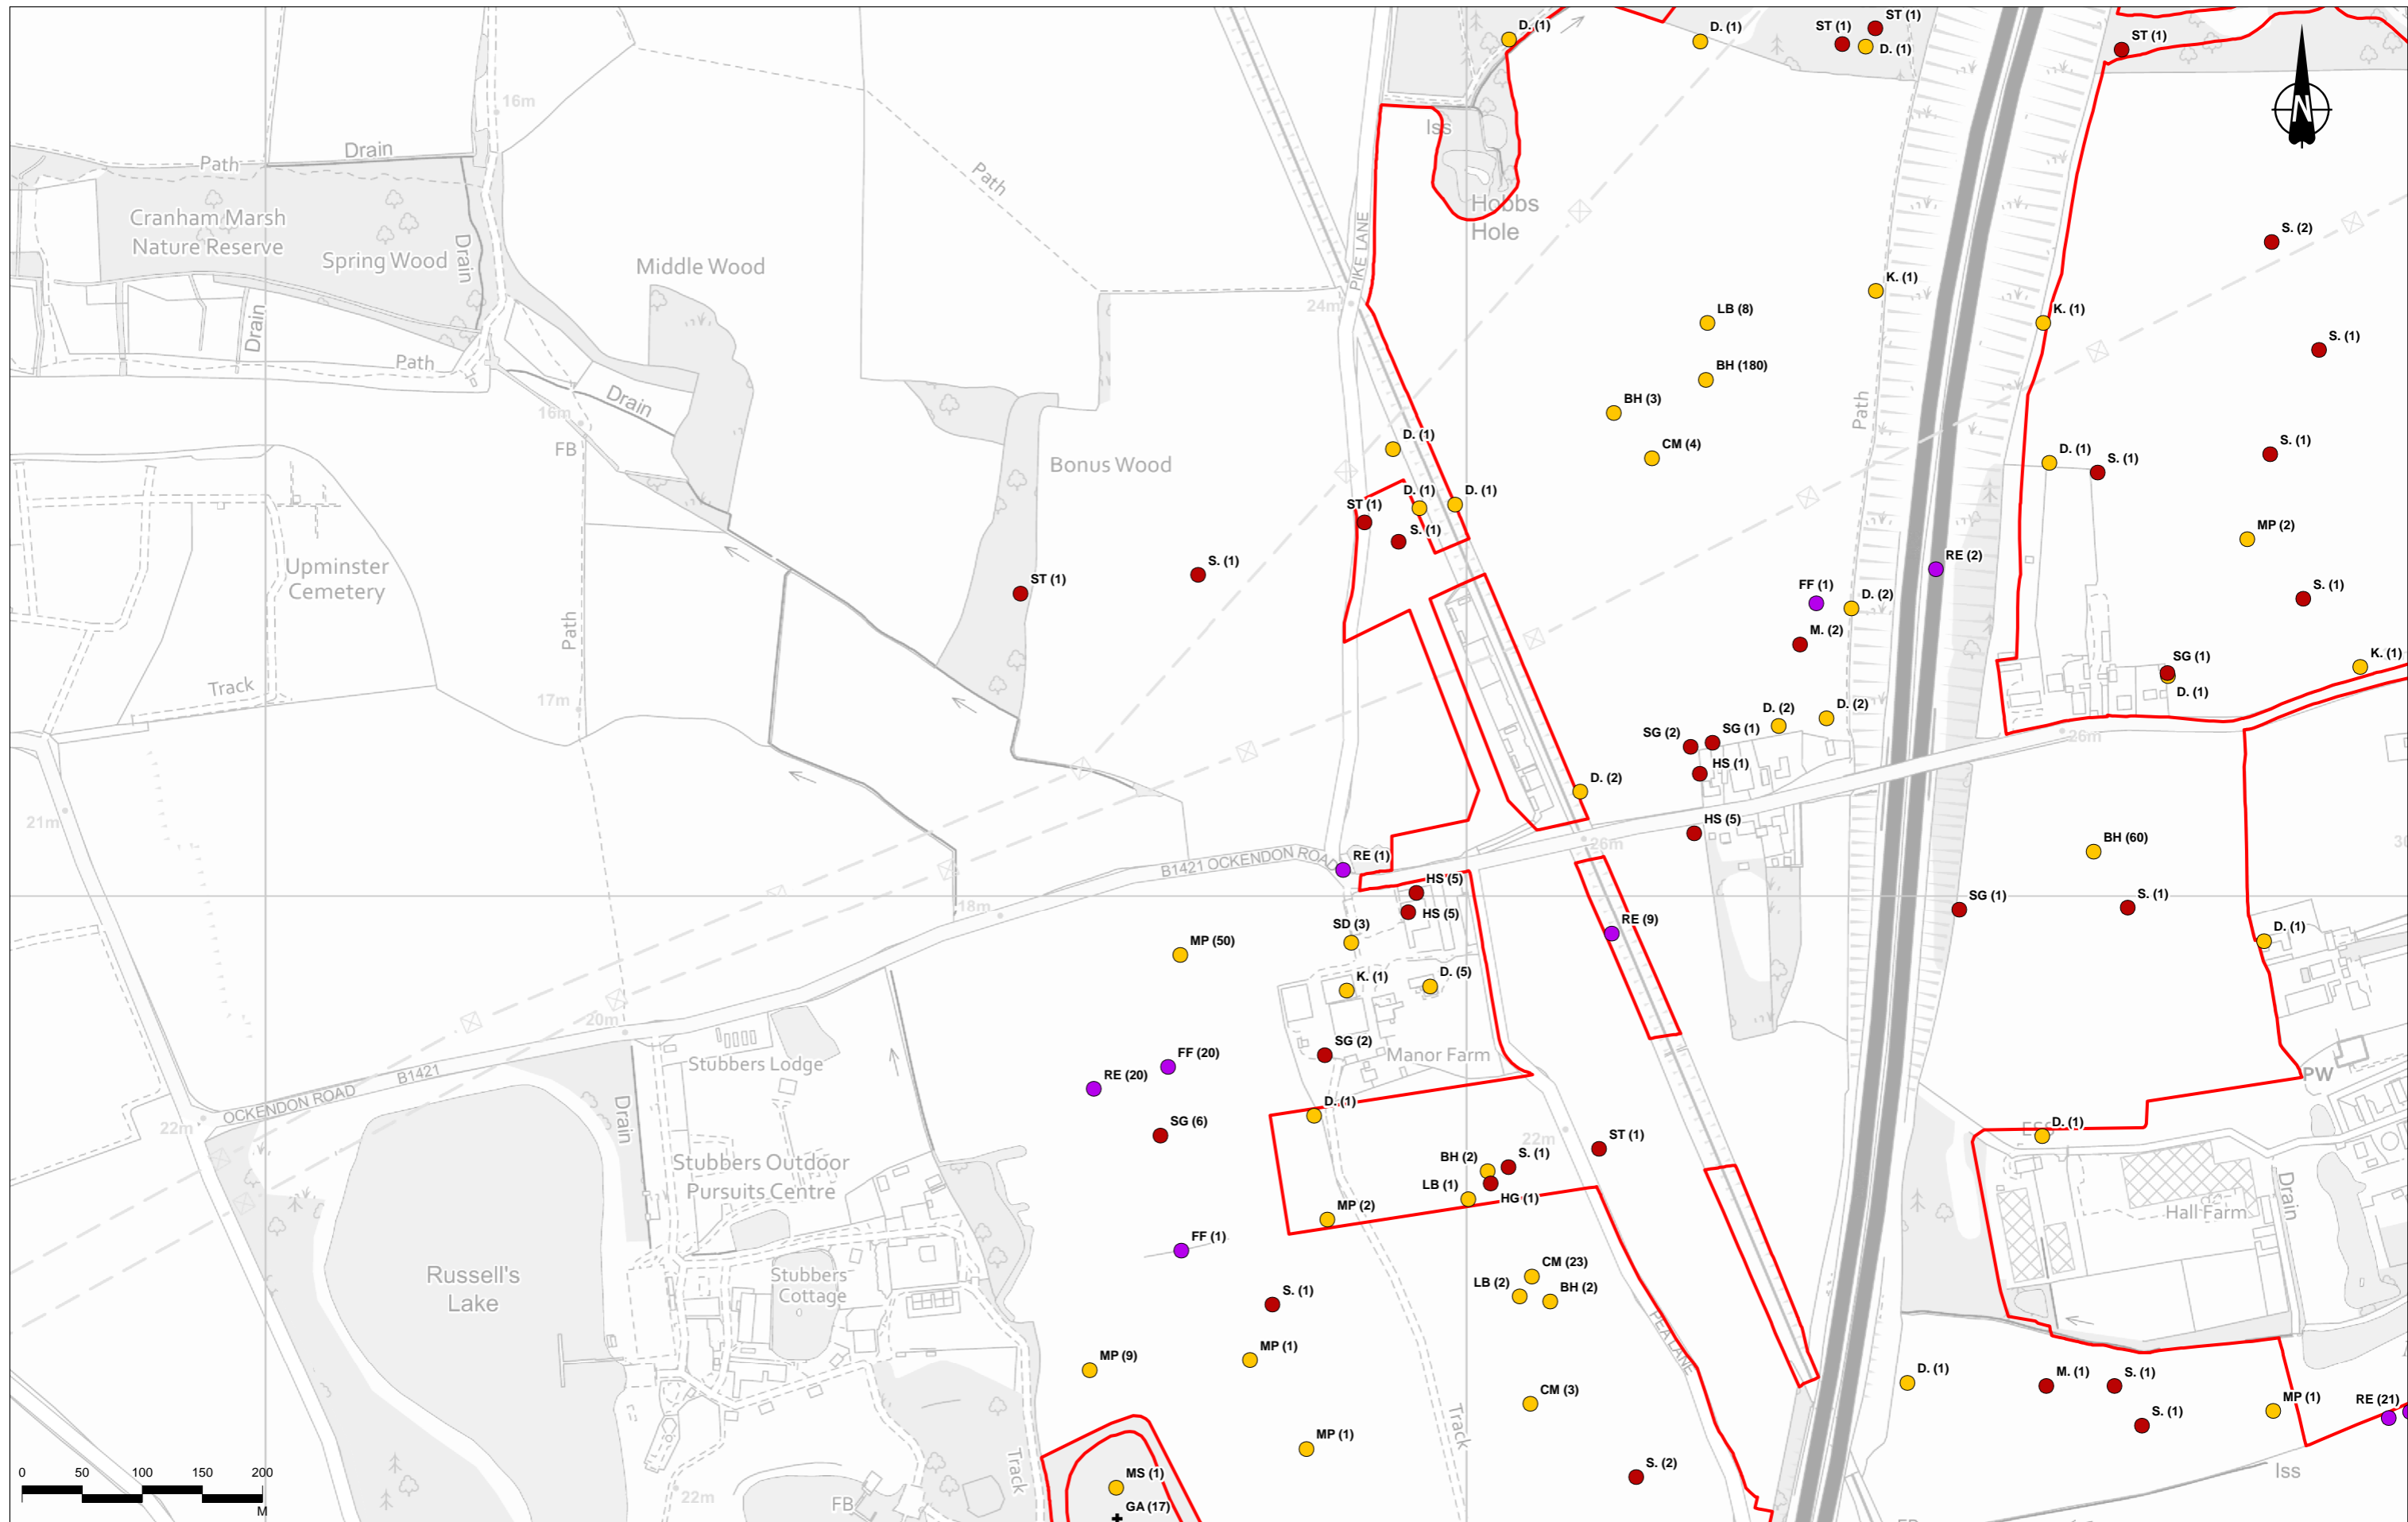 D. (1)
D. (1)
ST (1)
ST (1)
D. (1)
ST (1)
N
16m
Iss
Path
Drain
Path
Hobbs
Hole
Cranham Marsh
Nature Reserve
Spring Wood
Drain
Middle Wood
PIKE LANE
S. (2)
K. (1)
24m
LB (8)
K. (1)
Drain
S. (1)
Path
BH (180)
Drain
BH (3)
Path
16m
FB
D. (1)
CM (4)
Bonus Wood
D. (1)
S. (1)
S. (1)
ST (1)
D. (1)
D. (1)
S. (1)
MP (2)
Upminster
Cemetery
ST (1)
S. (1)
RE (2)
FF (1)
D. (2)
S. (1)
Path
M. (2)
K. (1)
SG (1)
D. (1)
Track
17m
D. (2)
D. (2)
SG (2)
SG (1)
26m
HS (1)
D. (2)
21m
HS (5)
26m
BH (60)
B1421 OCKENDON ROAD
RE (1)
HS (5)
HS (5)
18m
SG (1)
S. (1)
SD (3)
RE (9)
D. (1)
MP (50)
K. (1)
D. (5)
20m
Stubbers Lodge
SG (2)
Manor Farm
FF (20)
RE (20)
PW
OCKENDON ROAD
B1421
22m
Drain
D. (1)
SG (6)
22m
ST (1)
D. (1)
ESS
Stubbers Outdoor
Pursuits Centre
BH (2)
S. (1)
LB (1)
HG (1)
MP (2)
Hall Farm
Drain
FF (1)
Russell's
Lake
Stubbers
Cottage
CM (23)
LB (2)
BH (2)
S. (1)
PEA LANE
MP (9)
MP (1)
D. (1)
M. (1)
S. (1)
CM (3)
S. (1)
MP (1)
RE (21)
MP (1)
Track
Track
0 50 100 150 200
M
MS (1)
GA (17)
22m
FB
S. (2)
Iss